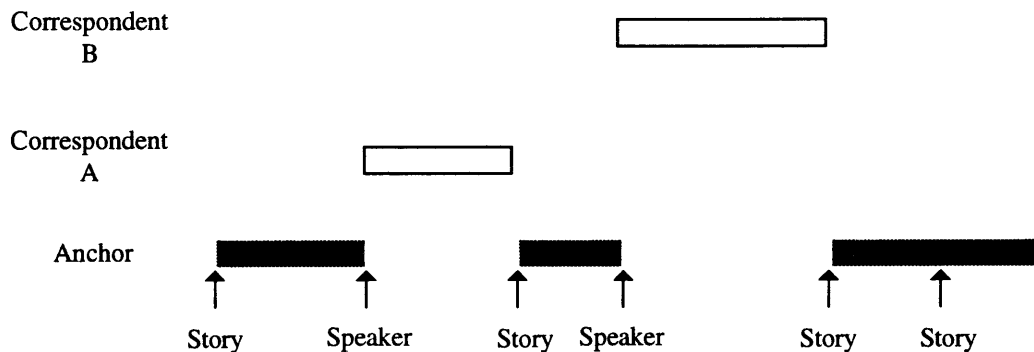 Correspondent
B
Correspondent
A
Anchor
Story Speaker Story Speaker Story Story